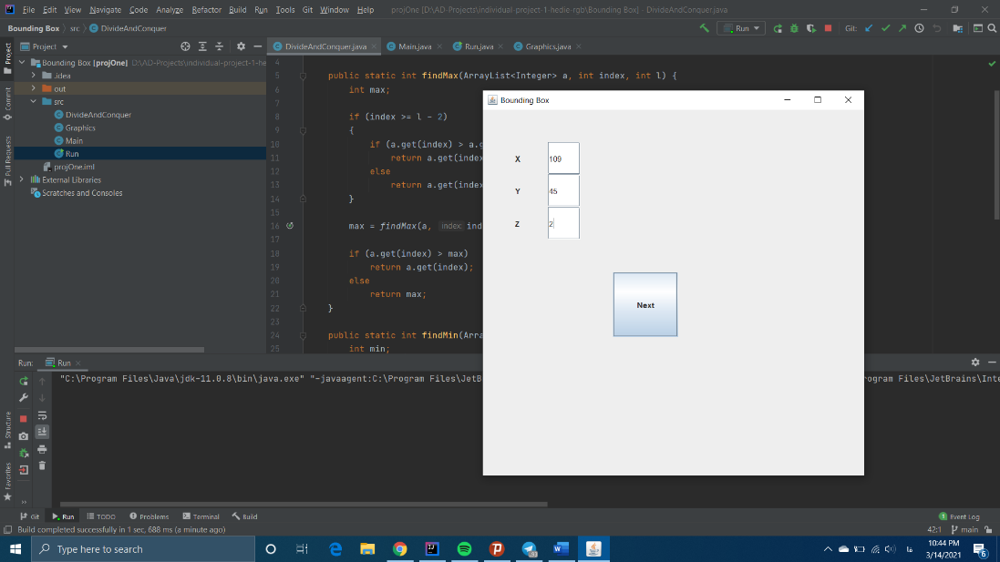 File Edit View Navigate Code Analyze Refactor Build Run Tools Git Window Help projOne [D:\AD-Projects\individual-project-1-hedie-rgb\Bounding Box] - DivideAndConquer.java
Bounding Box src DivideAndConquer Run Git:
Project
DivideAndConquer.java Main.java Run.java Graphics.java
Bounding Box [projOne] D:\AD-Projects\individual-project-1-he
.idea
out
src
DivideAndConquer
Graphics
Main
Run
projOne.iml
External Libraries
Scratches and Consoles
Project
Commit
Pull Requests
Structure
Favorites
4
5 public static int findMax(ArrayList<Integer> a, int index, int l) {
6 int max;
7
8 if (index >= l - 2)
9 {
10 if (a.get(index) > a.g
11 return a.get(index
12 else
13 return a.get(index
14 }
15
16 max = findMax(a, index: ind
17
18 if (a.get(index) > max)
19 return a.get(index);
20 else
21 return max;
22 }
23
24 public static int findMin(Arra
25 int min;
Bounding Box
X 109
Y 45
Z 2
Next
Run: Run
"C:\Program Files\Java\jdk-11.0.8\bin\java.exe" "-javaagent:C:\Program Files\JetB
ogram Files\JetBrains\Inte
Git Run TODO Problems Terminal Build 1 Event Log
Build completed successfully in 1 sec, 688 ms (a minute ago) 42:1 main
Type here to search
10:44 PM
3/14/2021
6